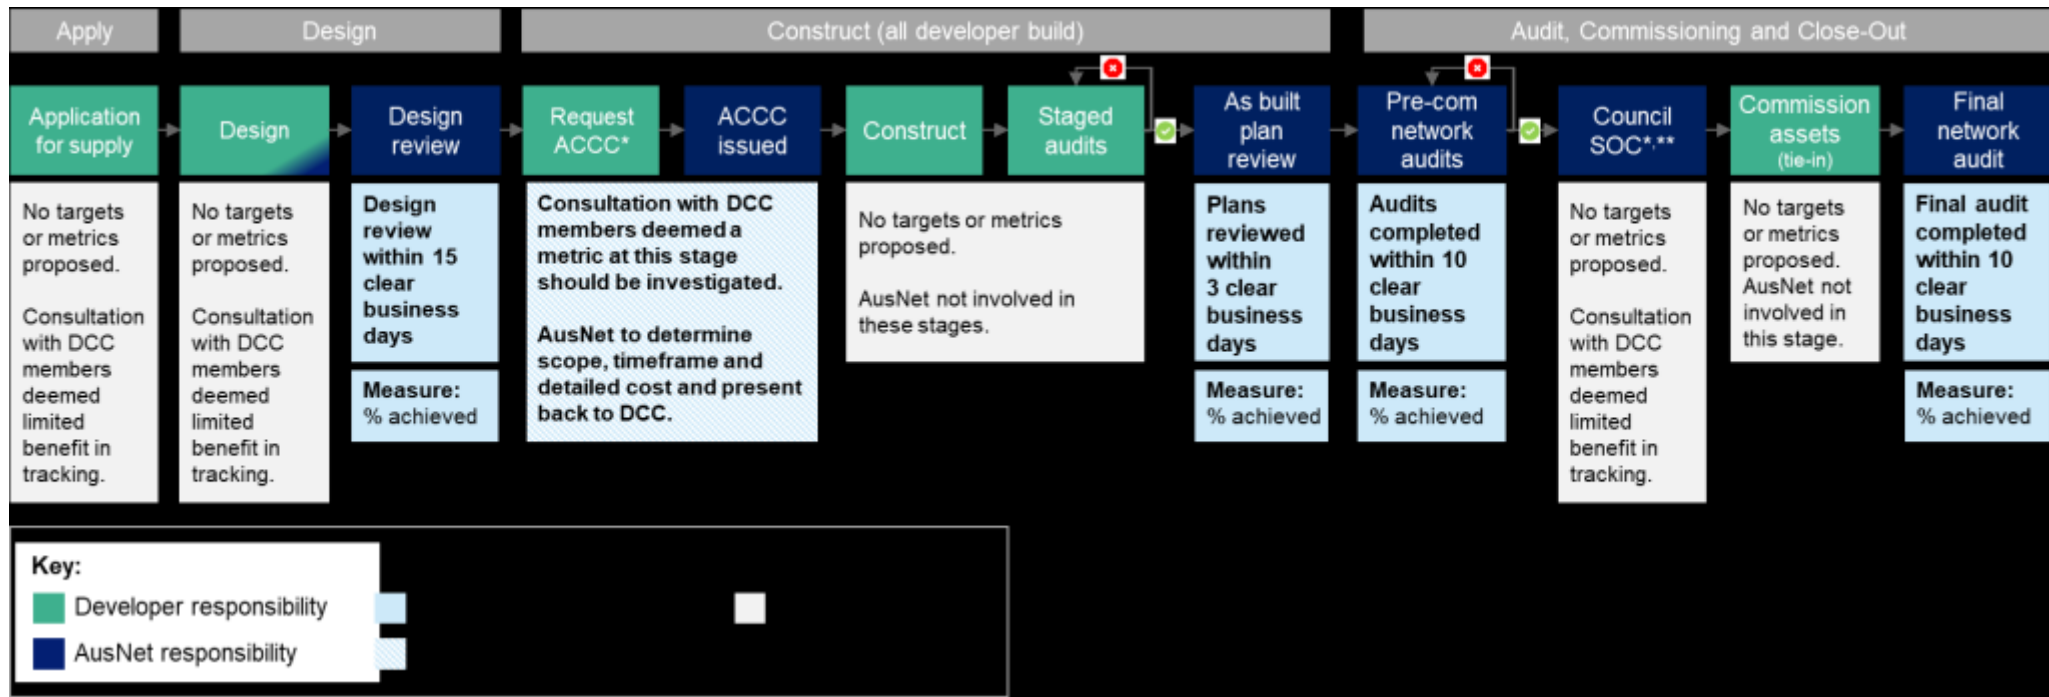 Apply
Design
Construct (all developer build)
Audit, Commissioning and Close-Out
Application
for supply
Design
Design
review
Request
ACCC*
ACCC
issued
Construct
Staged
audits
As built
plan
review
Pre-com
network
audits
Council
SOC*,**
Commission
assets
(tie-in)
Final
network
audit
No targets
or metrics
proposed.
Consultation
with DCC
members
deemed
limited
benefit in
tracking.
No targets
or metrics
proposed.
Consultation
with DCC
members
deemed
limited
benefit in
tracking.
Design
review
within 15
clear
business
days
Measure:
% achieved
Consultation with DCC
members deemed a
metric at this stage
should be investigated.
AusNet to determine
scope, timeframe and
detailed cost and present
back to DCC.
No targets or metrics
proposed.
AusNet not involved in
these stages.
Plans
reviewed
within
3 clear
business
days
Measure:
% achieved
Audits
completed
within 10
clear
business
days
Measure:
% achieved
No targets
or metrics
proposed.
Consultation
with DCC
members
deemed
limited
benefit in
tracking.
No targets
or metrics
proposed.
AusNet not
involved in
this stage.
Final audit
completed
within 10
clear
business
days
Measure:
% achieved
Key:
Developer responsibility
AusNet responsibility